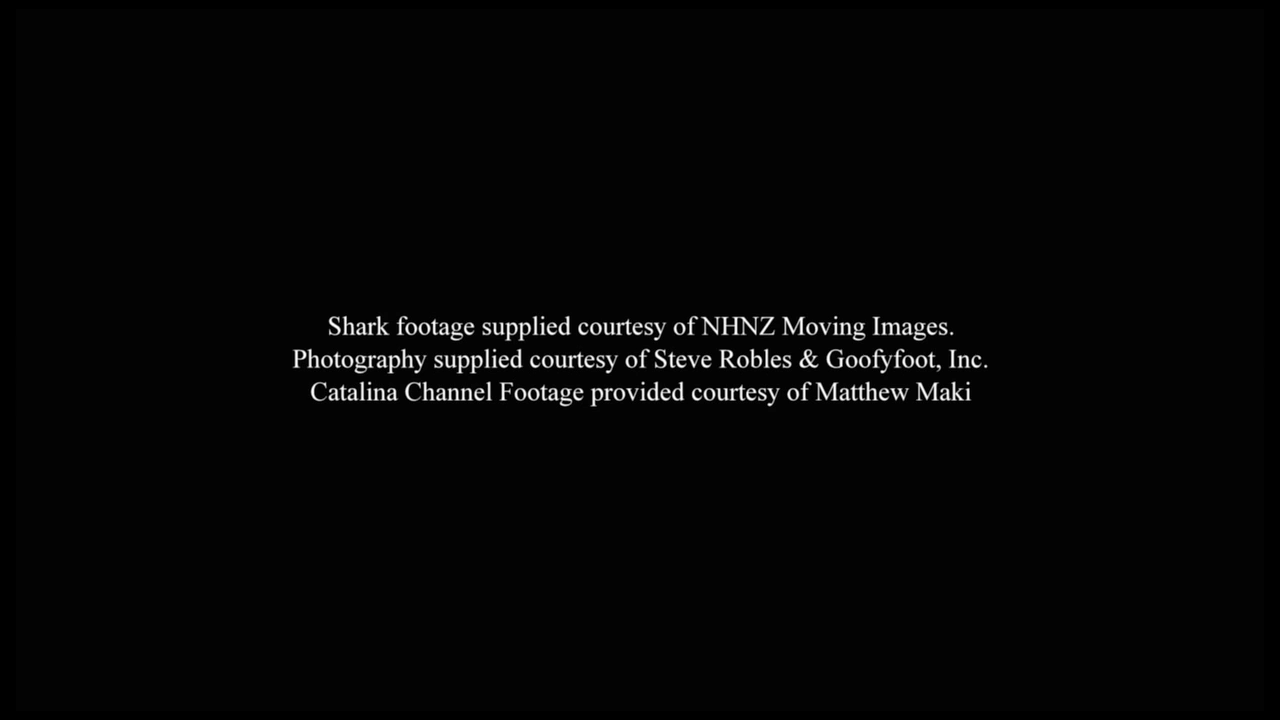 Shark footage supplied courtesy of NHNZ Moving Images.
Photography supplied courtesy of Steve Robles & Goofyfoot, Inc.
Catalina Channel Footage provided courtesy of Matthew Maki